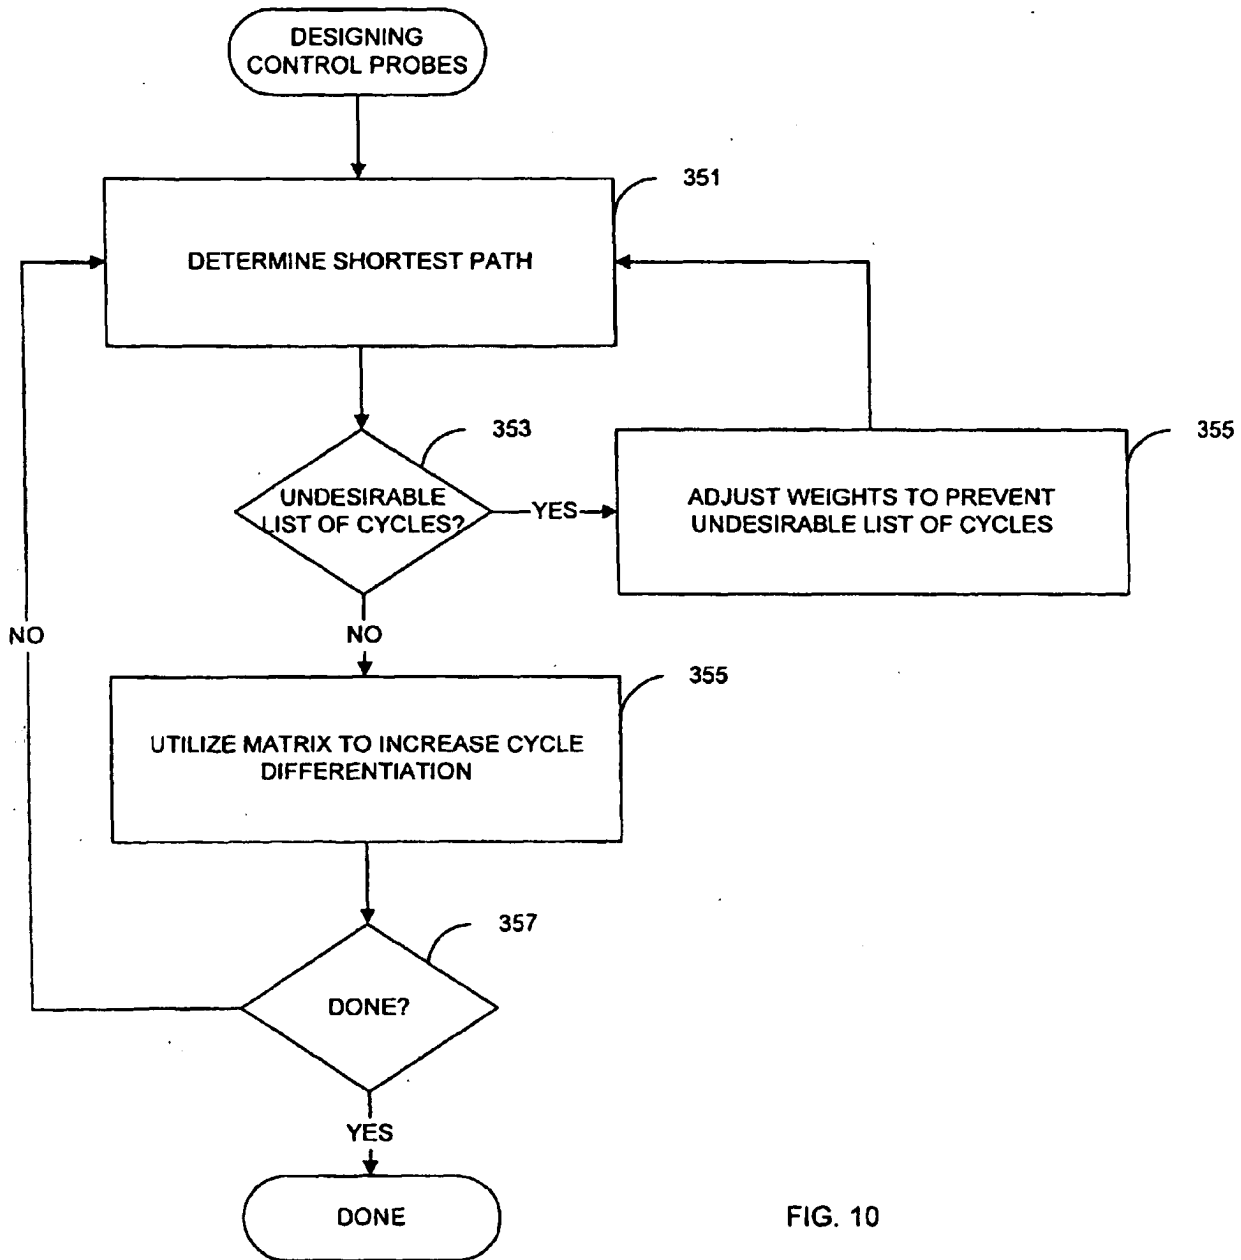 DESIGNING
CONTROL PROBES
351
DETERMINE SHORTEST PATH
353
UNDESIRABLE
LIST OF CYCLES?
YES
355
ADJUST WEIGHTS TO PREVENT
UNDESIRABLE LIST OF CYCLES
NO
NO
355
UTILIZE MATRIX TO INCREASE CYCLE
DIFFERENTIATION
357
DONE?
YES
DONE
FIG. 10